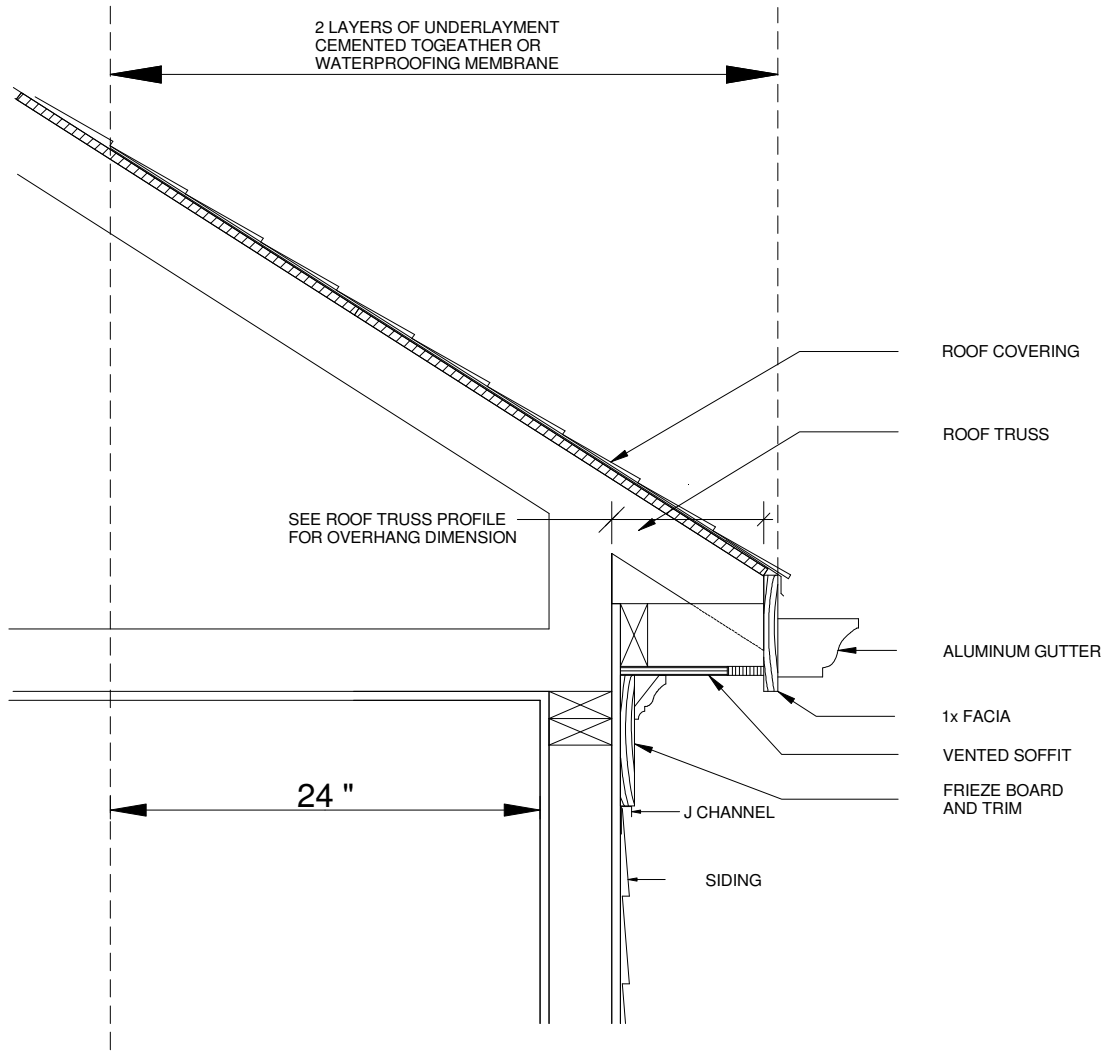 2 LAYERS OF UNDERLAYMENT
CEMENTED TOGEATHER OR
WATERPROOFING MEMBRANE
ROOF COVERING
ROOF TRUSS
SEE ROOF TRUSS PROFILE
FOR OVERHANG DIMENSION
ALUMINUM GUTTER
1x FACIA
VENTED SOFFIT
FRIEZE BOARD
AND TRIM
24 "
J CHANNEL
SIDING